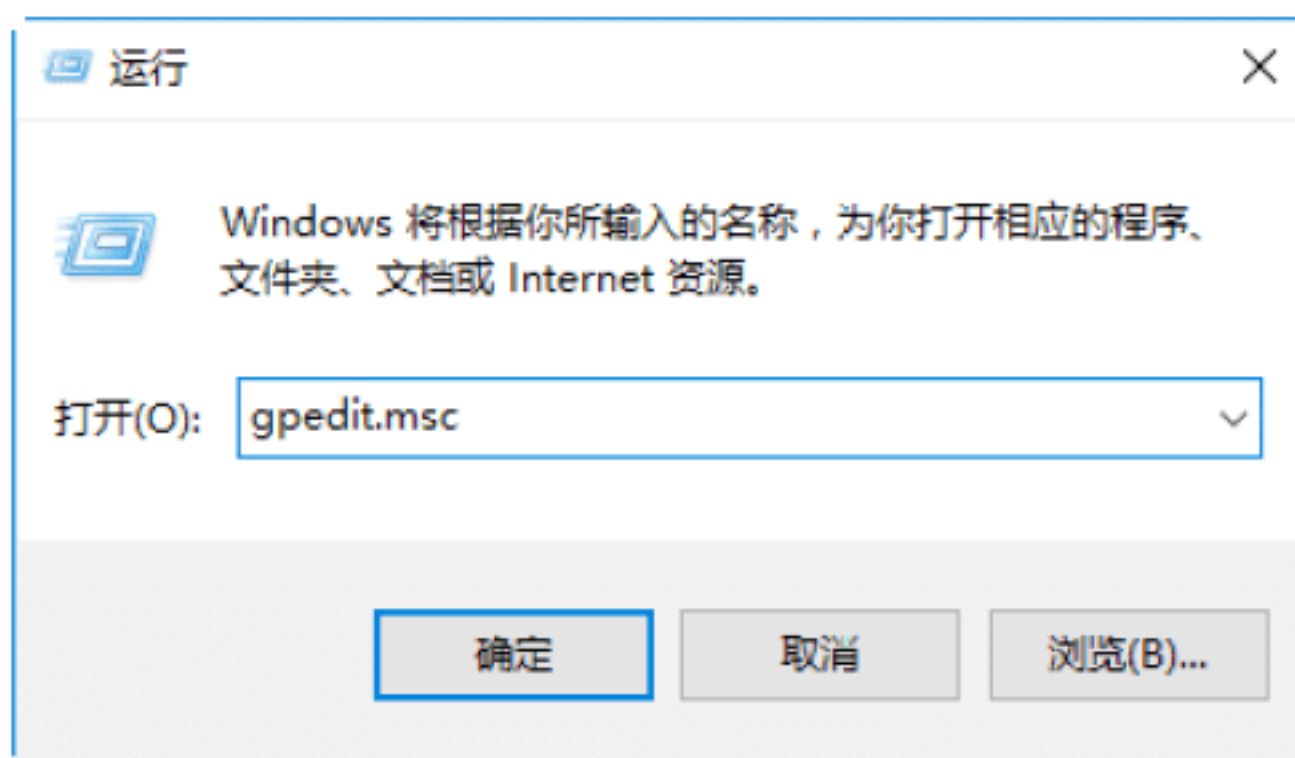 运行
Windows 将根据你所输入的名称，为你打开相应的程序、
文件夹、文档或 Internet 资源。
打开(O): gpedit.msc
确定 取消 浏览(B)...